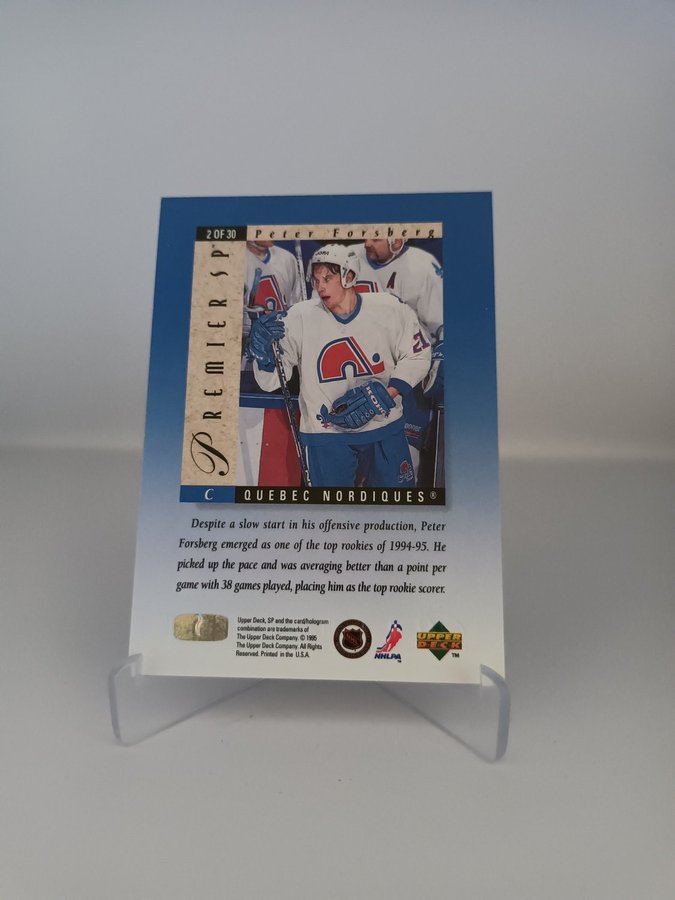 2 OF 30
Peter Forsberg
PREMIER SP™
21
A
KOHO
C
QUEBEC NORDIQUES®
Despite a slow start in his offensive production, Peter
Forsberg emerged as one of the top rookies of 1994-95. He
picked up the pace and was averaging better than a point per
game with 38 games played, placing him as the top rookie scorer.
Upper Deck, SP and the card/hologram
combination are trademarks of
The Upper Deck Company. © 1995
The Upper Deck Company. All Rights
Reserved. Printed in the U.S.A.
NHLPA
UPPER
DECK
™